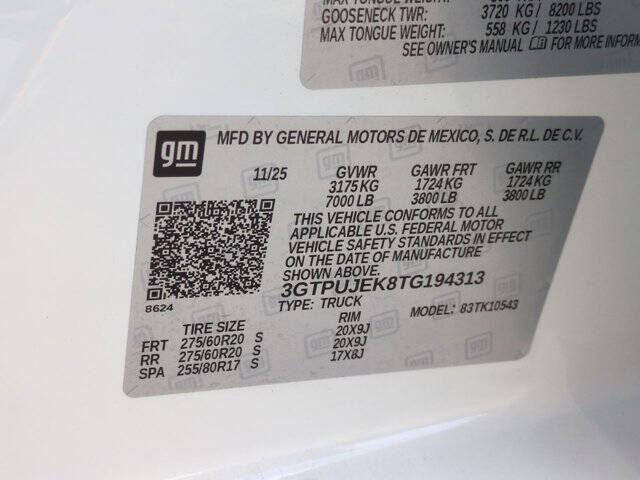 GOOSENECK TWR: 3720 KG / 8200 LBS
MAX TONGUE WEIGHT: 558 KG / 1230 LBS
SEE OWNER'S MANUAL FOR MORE INFORM
gm
MFD BY GENERAL MOTORS DE MEXICO, S. DE R.L. DE C.V.
11/25 GVWR GAWR FRT GAWR RR
3175 KG 1724 KG 1724 KG
7000 LB 3800 LB 3800 LB
THIS VEHICLE CONFORMS TO ALL
APPLICABLE U.S. FEDERAL MOTOR
VEHICLE SAFETY STANDARDS IN EFFECT
ON THE DATE OF MANUFACTURE
SHOWN ABOVE.
8624
3GTPUJEK8TG194313
TYPE: TRUCK MODEL: 83TK10543
TIRE SIZE RIM
FRT 275/60R20 S 20X9J
RR 275/60R20 S 20X9J
SPA 255/80R17 S 17X8J